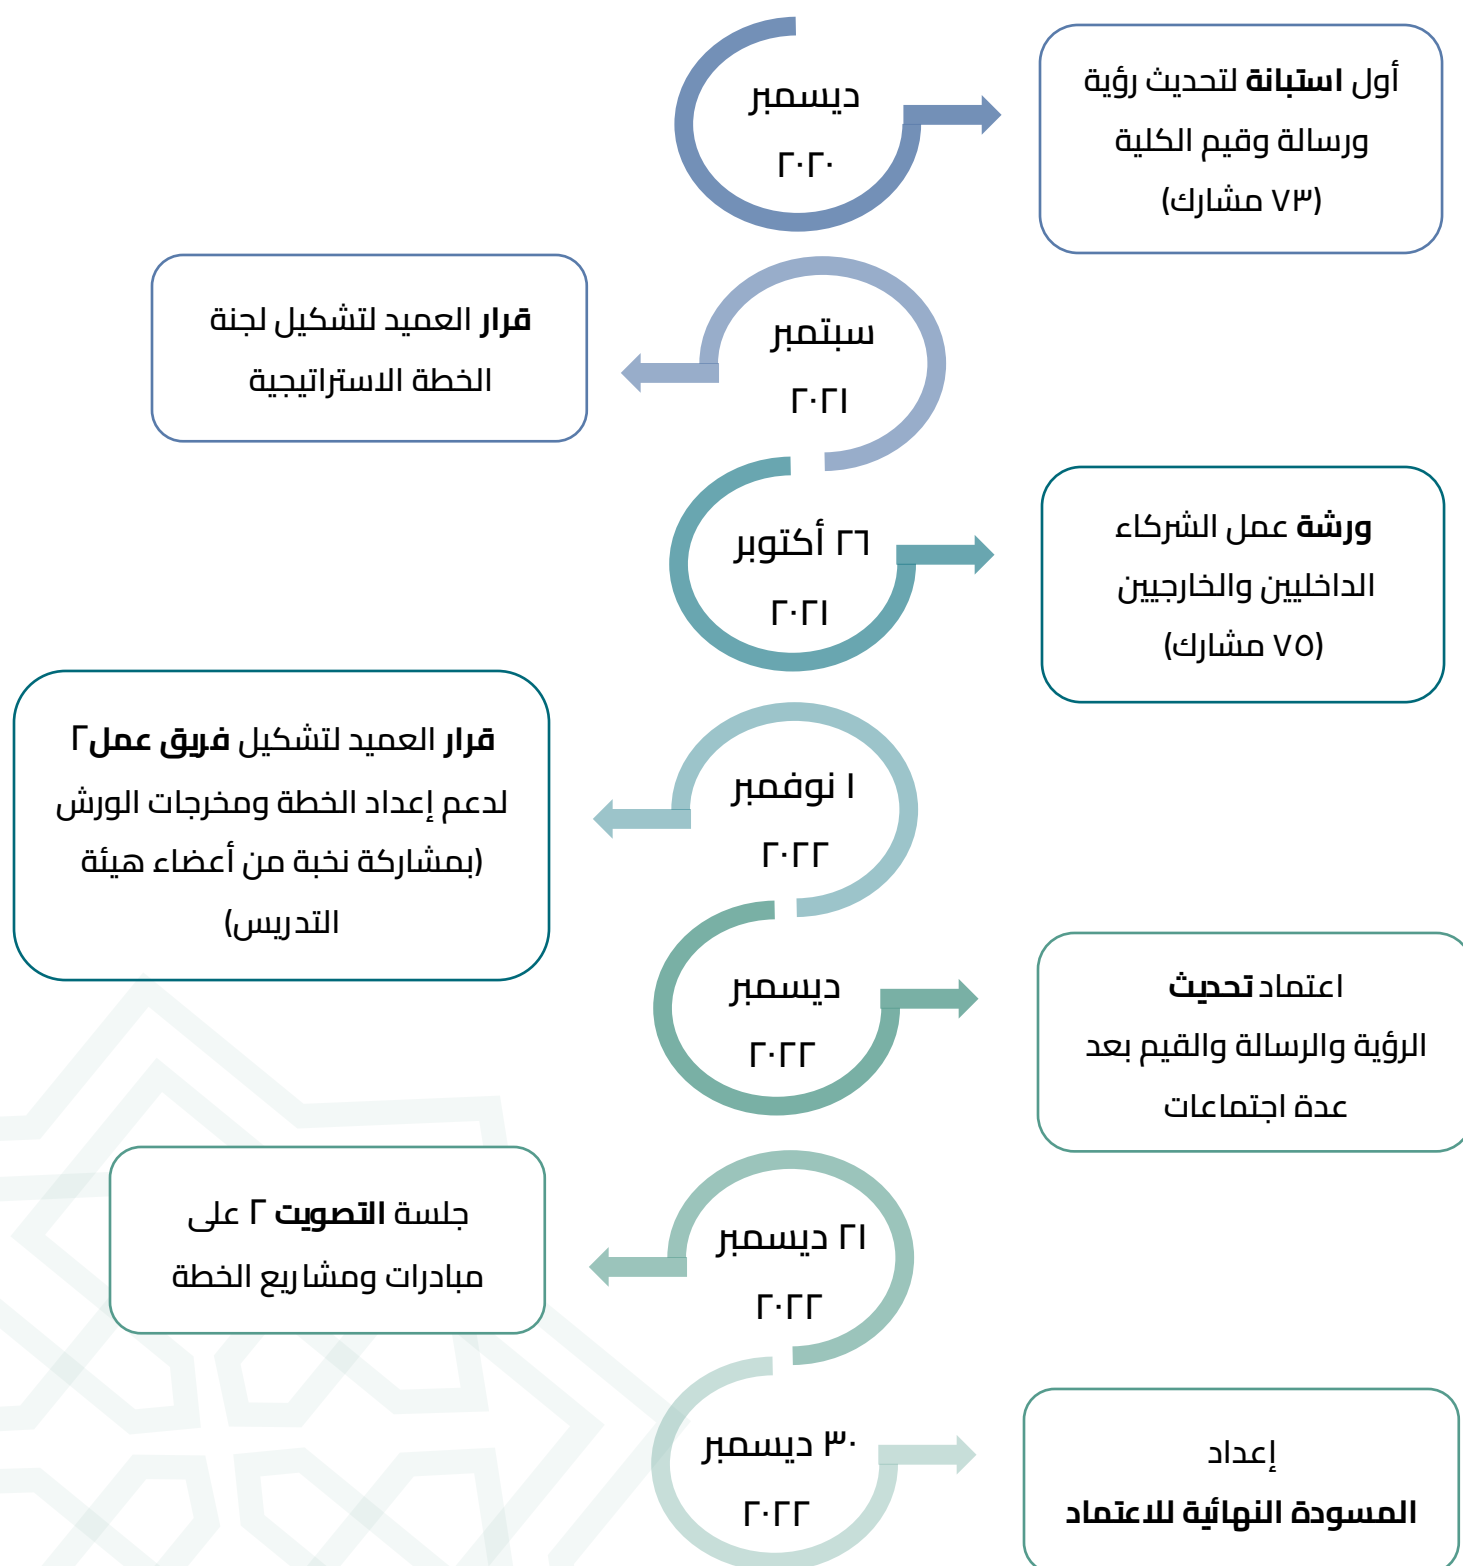 ديسمبر
٢٠٢٠
أول استبانة لتحديث رؤية
ورسالة وقيم الكلية
(٧٣ مشارك)
سبتمبر
٢٠٢١
قرار العميد لتشكيل لجنة
الخطة الاستراتيجية
٢٦ أكتوبر
٢٠٢١
ورشة عمل الشركاء
الداخليين والخارجيين
(٧٥ مشارك)
١ نوفمبر
٢٠٢٢
قرار العميد لتشكيل فريق عمل٢
لدعم إعداد الخطة ومخرجات الورش
(بمشاركة نخبة من أعضاء هيئة
التدريس)
ديسمبر
٢٠٢٢
اعتماد تحديث
الرؤية والرسالة والقيم بعد
عدة اجتماعات
٢١ ديسمبر
٢٠٢٢
جلسة التصويت ٢ على
مبادرات ومشاريع الخطة
٣٠ ديسمبر
٢٠٢٢
إعداد
المسودة النهائية للاعتماد